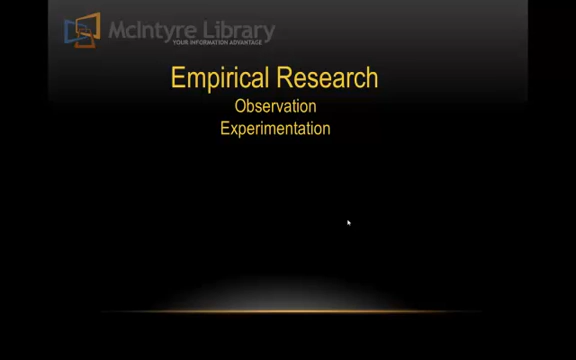 McIntyre Library
YOUR INFORMATION ADVANTAGE
Empirical Research
Observation
Experimentation